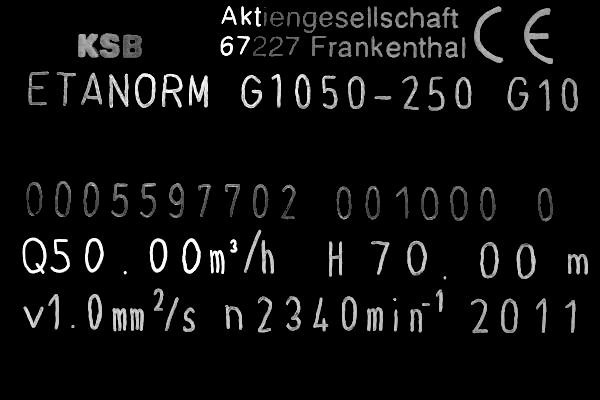 Aktiengesellschaft
67227 Frankenthal
KSB CE
ETANORM G1050-250 G10
0005597702 001000 0
Q50.00m³/h H 70.00 m
v1.0mm²/s n2340min⁻¹ 2011